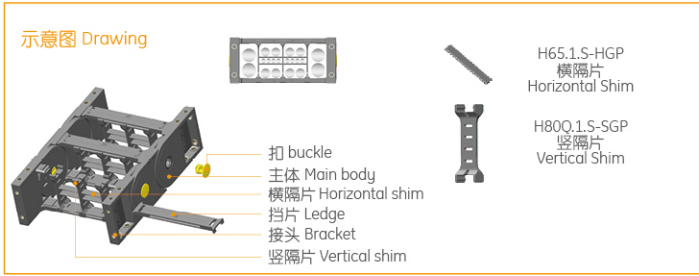 示意图 Drawing
H65.1.S-HGP
横隔片
Horizontal Shim
H80Q.1.S-SGP
竖隔片
Vertical Shim
扣 buckle
主体 Main body
横隔片 Horizontal shim
挡片 Ledge
接头 Bracket
竖隔片 Vertical shim